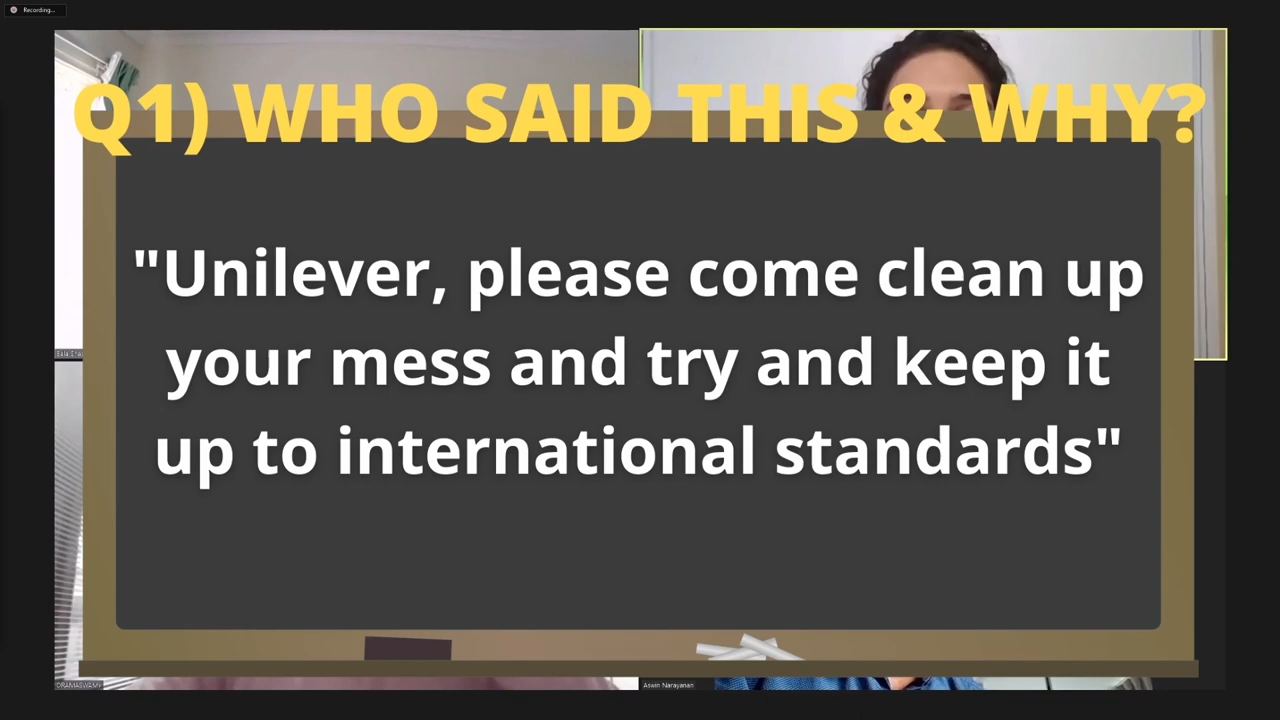 Recording...
Q1) WHO SAID THIS & WHY?
"Unilever, please come clean up
your mess and try and keep it
up to international standards"
Aswin Narayanan